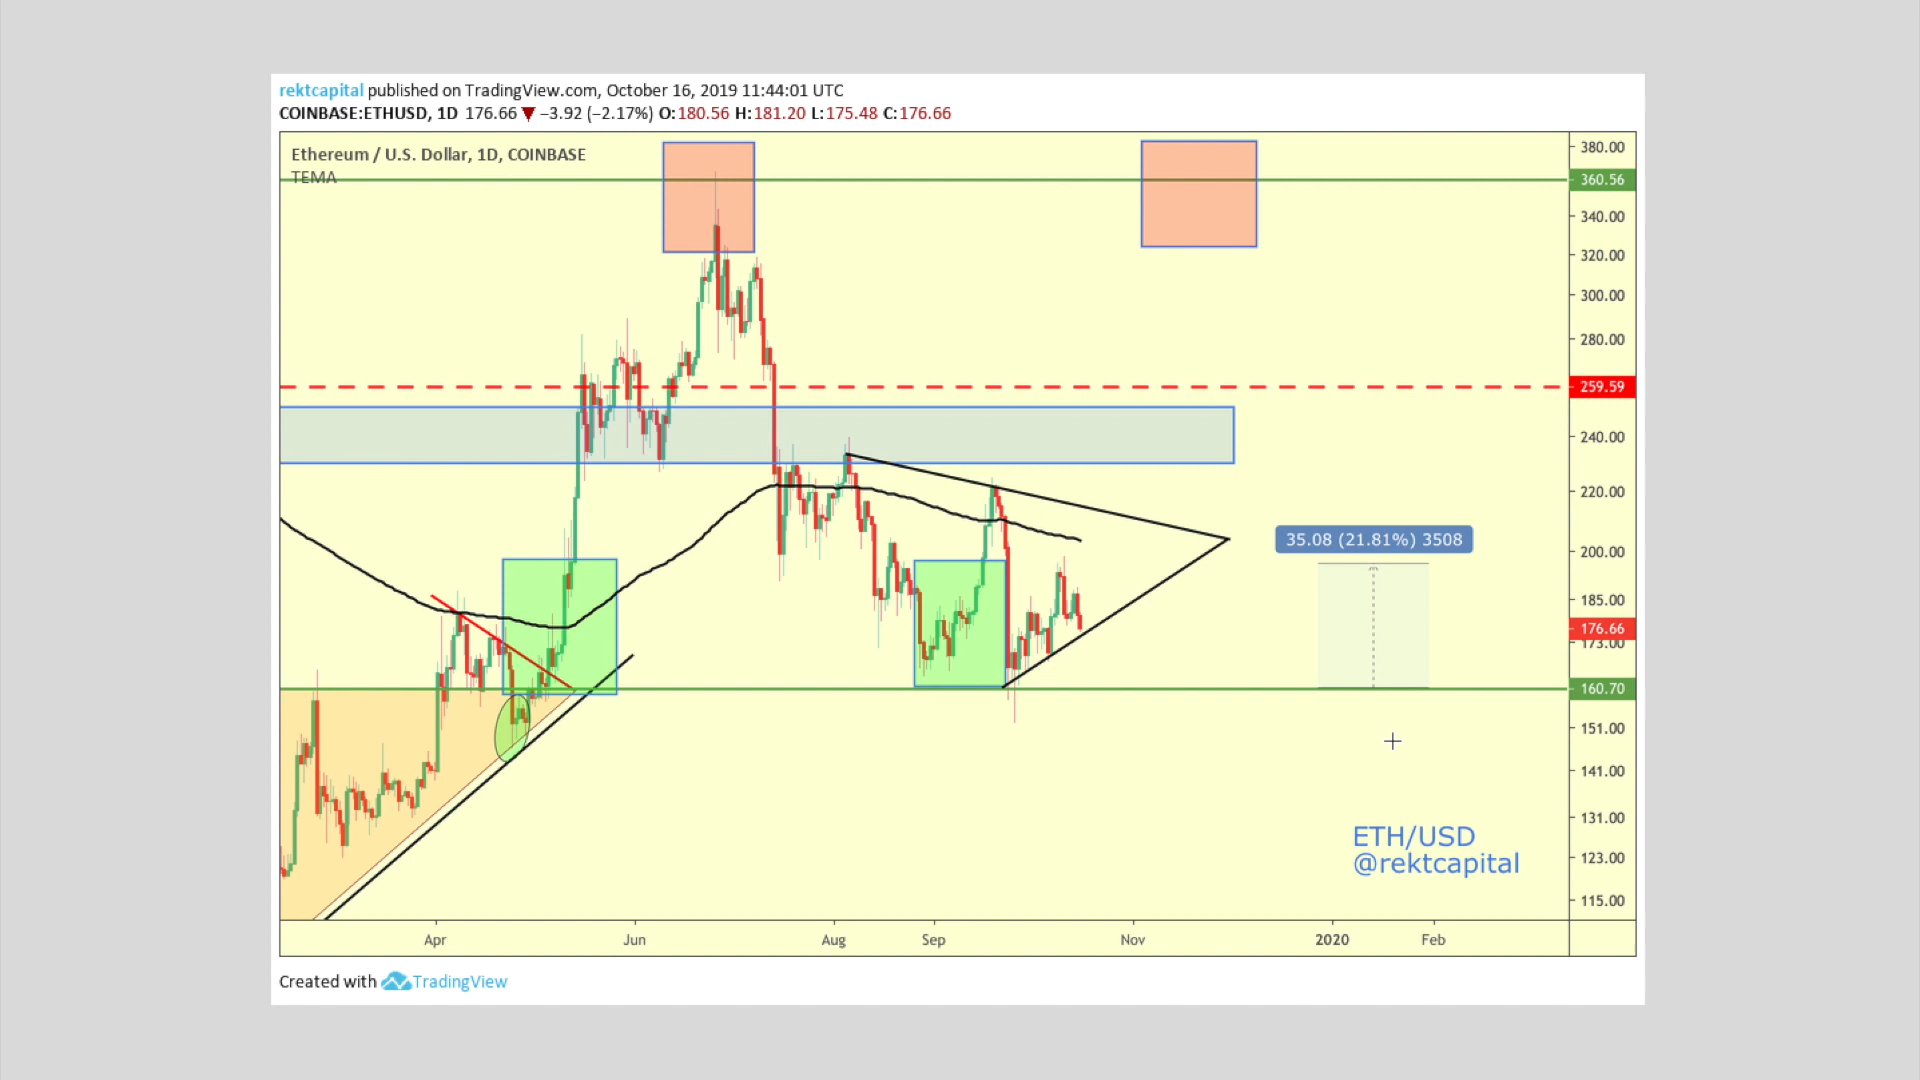 rektcapital published on TradingView.com, October 16, 2019 11:44:01 UTC
COINBASE:ETHUSD, 1D 176.66 ▼ −3.92 (−2.17%) O:180.56 H:181.20 L:175.48 C:176.66
Ethereum / U.S. Dollar, 1D, COINBASE
TEMA
380.00
360.56
340.00
320.00
300.00
280.00
259.59
240.00
220.00
35.08 (21.81%) 3508
200.00
185.00
176.66
173.00
160.70
151.00
141.00
131.00
ETH/USD
123.00
@rektcapital
115.00
Apr Jun Aug Sep Nov 2020 Feb
Created with TradingView